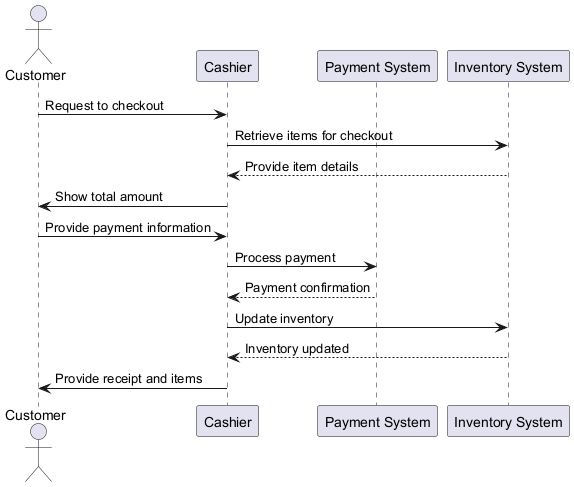 Customer
Cashier
Payment System
Inventory System
Request to checkout
Retrieve items for checkout
Provide item details
Show total amount
Provide payment information
Process payment
Payment confirmation
Update inventory
Inventory updated
Provide receipt and items
Customer
Cashier
Payment System
Inventory System